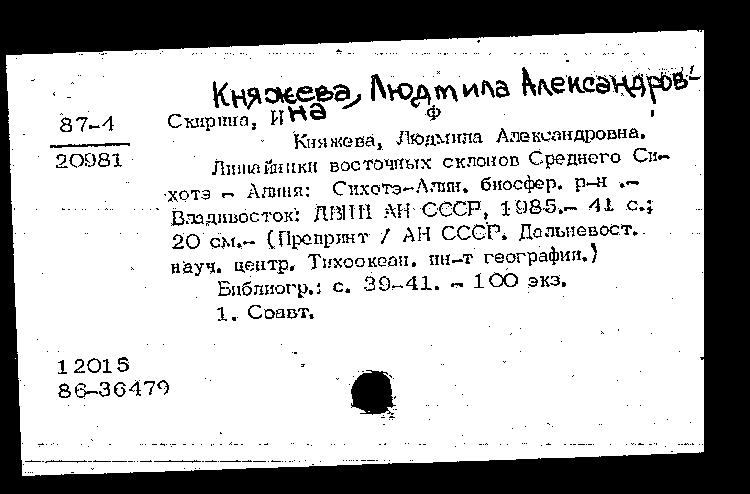 Княжева, Людмила Александров-
на
87-4
20981
Скирина, И Ф
Княжева, Людмила Александровна.
Лишайники восточных склонов Среднего Си-
хотэ - Алиня: Сихотэ-Алин. биосфер. р-н .-
Владивосток: ДВНЦ АН СССР, 1985.- 41 с.;
20 см.- (Препринт / АН СССР. Дальневост.
науч. центр. Тихоокеан. ин-т географии.)
Библиогр.: с. 39-41. - 100 экз.
1. Соавт.
12015
86-36479